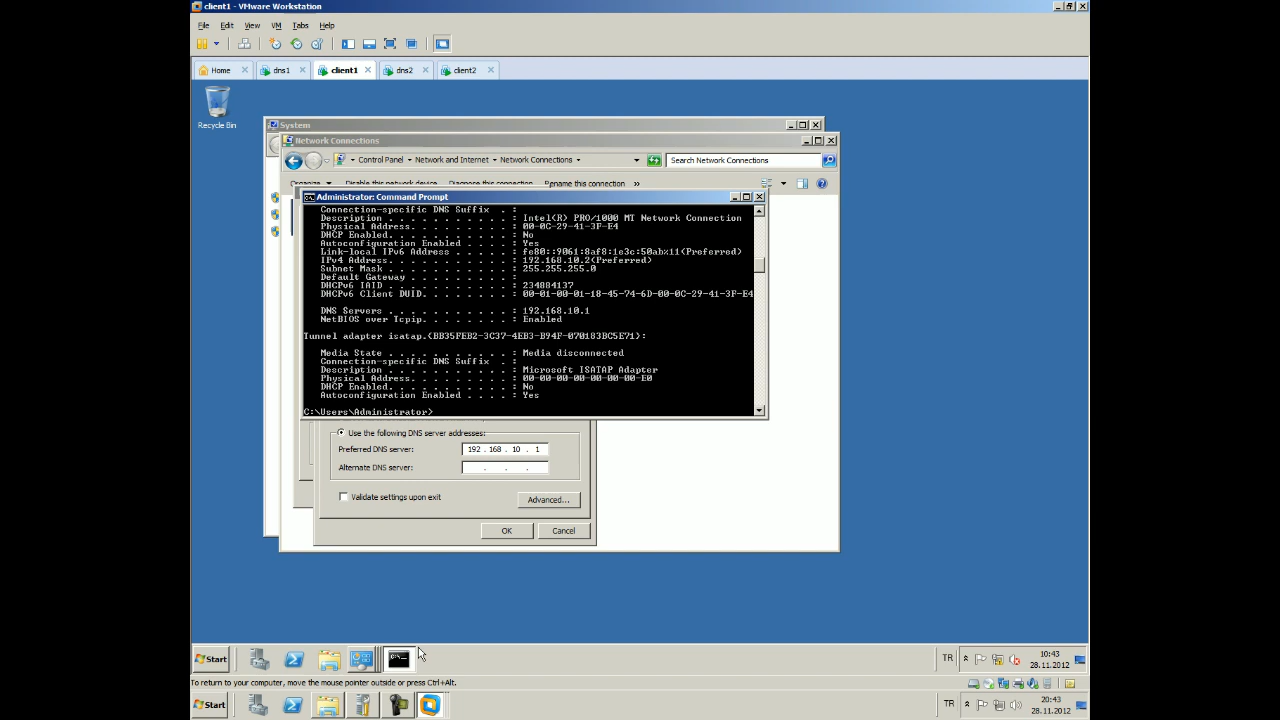 client1 - VMware Workstation
File Edit View VM Tabs Help
Home dns1 client1 dns2 client2
Recycle Bin
System
Network Connections
Control Panel Network and Internet Network Connections Search Network Connections
Organize Disable this network device Diagnose this connection Rename this connection »
Administrator: Command Prompt
Connection-specific DNS Suffix . :
Description . . . . . . . . . . . : Intel(R) PRO/1000 MT Network Connection
Physical Address. . . . . . . . . : 00-0C-29-41-3F-E4
DHCP Enabled. . . . . . . . . . . : No
Autoconfiguration Enabled . . . . : Yes
Link-local IPv6 Address . . . . . : fe80::9061:8af8:1e3c:50ab%11(Preferred)
IPv4 Address. . . . . . . . . . . : 192.168.10.2(Preferred)
Subnet Mask . . . . . . . . . . . : 255.255.255.0
Default Gateway . . . . . . . . . :
DHCPv6 IAID . . . . . . . . . . . : 234884137
DHCPv6 Client DUID. . . . . . . . : 00-01-00-01-18-45-74-6D-00-0C-29-41-3F-E4
DNS Servers . . . . . . . . . . . : 192.168.10.1
NetBIOS over Tcpip. . . . . . . . : Enabled
Tunnel adapter isatap.{BB35FEB2-3C37-4EB3-B94F-070183BC5E71}:
Media State . . . . . . . . . . . : Media disconnected
Connection-specific DNS Suffix . :
Description . . . . . . . . . . . : Microsoft ISATAP Adapter
Physical Address. . . . . . . . . : 00-00-00-00-00-00-00-E0
DHCP Enabled. . . . . . . . . . . : No
Autoconfiguration Enabled . . . . : Yes
C:\Users\Administrator>
Use the following DNS server addresses:
Preferred DNS server: 192 . 168 . 10 . 1
Alternate DNS server: . . .
Validate settings upon exit Advanced...
OK Cancel
Start TR 10:43
28.11.2012
To return to your computer, move the mouse pointer outside or press Ctrl+Alt.
Start TR 20:43
28.11.2012